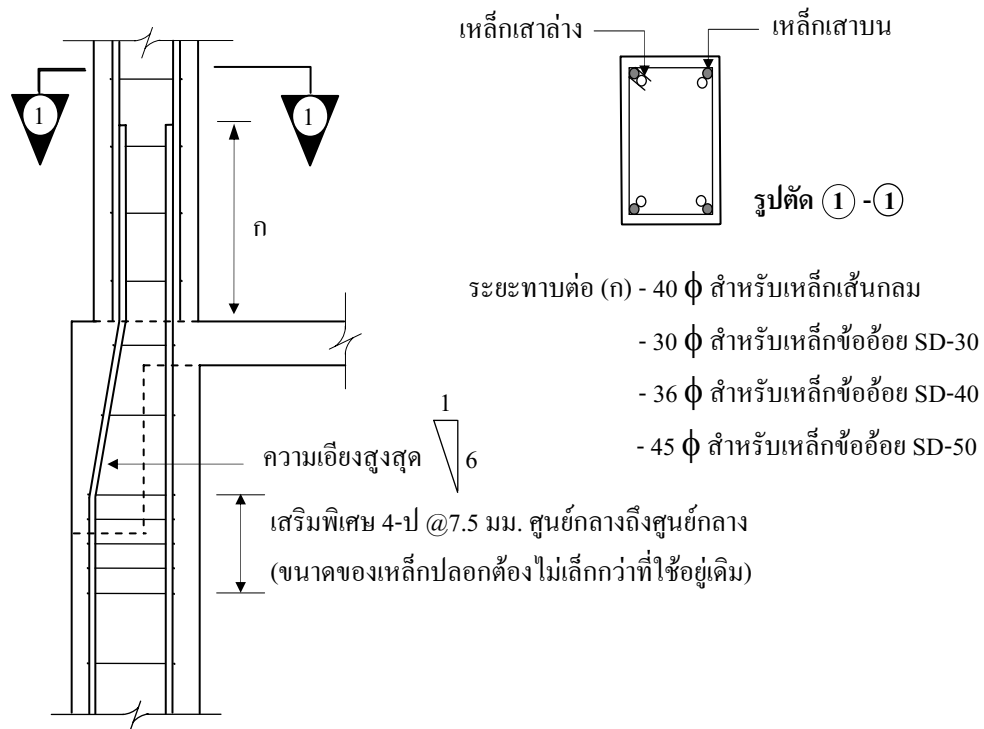 เหล็กเสาล่าง
เหล็กเสาบน
1
1
รูปตัด 1 - 1
ก
ระยะทาบต่อ (ก) - 40 ϕ สำหรับเหล็กเส้นกลม
- 30 ϕ สำหรับเหล็กข้ออ้อย SD-30
- 36 ϕ สำหรับเหล็กข้ออ้อย SD-40
- 45 ϕ สำหรับเหล็กข้ออ้อย SD-50
1
ความเอียงสูงสุด
6
เสริมพิเศษ 4-ป @7.5 มม. ศูนย์กลางถึงศูนย์กลาง
(ขนาดของเหล็กปลอกต้องไม่เล็กกว่าที่ใช้อยู่เดิม)